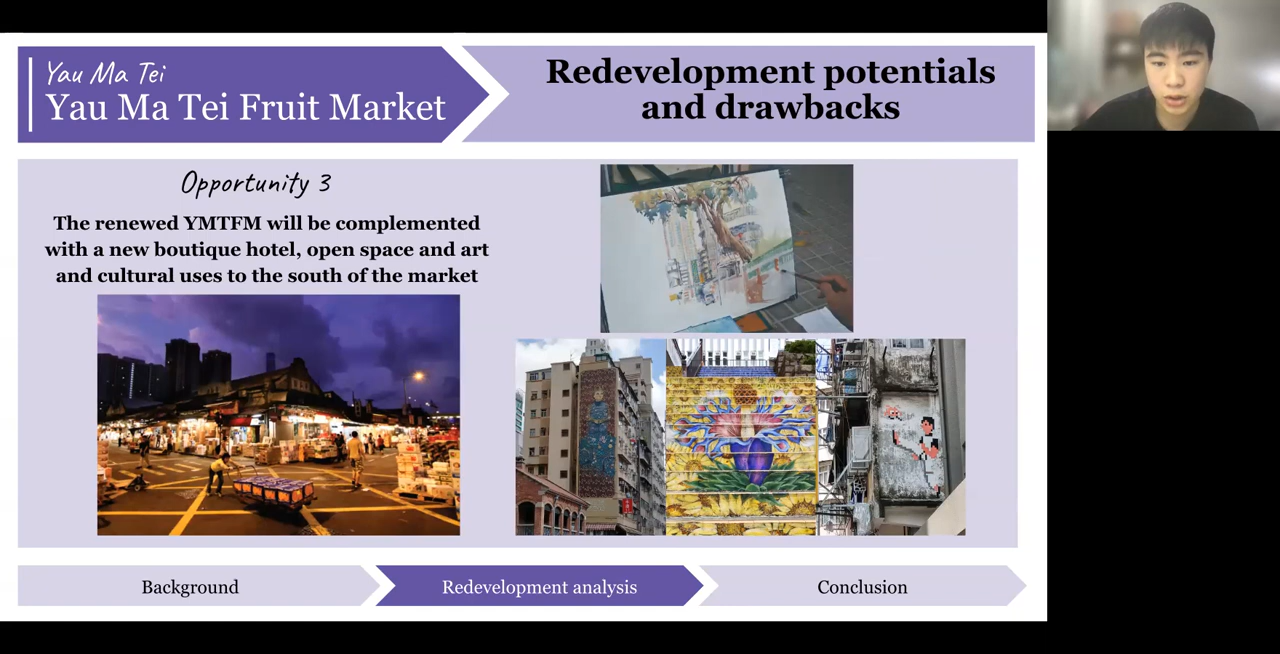 Yau Ma Tei
Yau Ma Tei Fruit Market
Redevelopment potentials
and drawbacks
Opportunity 3
The renewed YMTFM will be complemented
with a new boutique hotel, open space and art
and cultural uses to the south of the market
Background
Redevelopment analysis
Conclusion